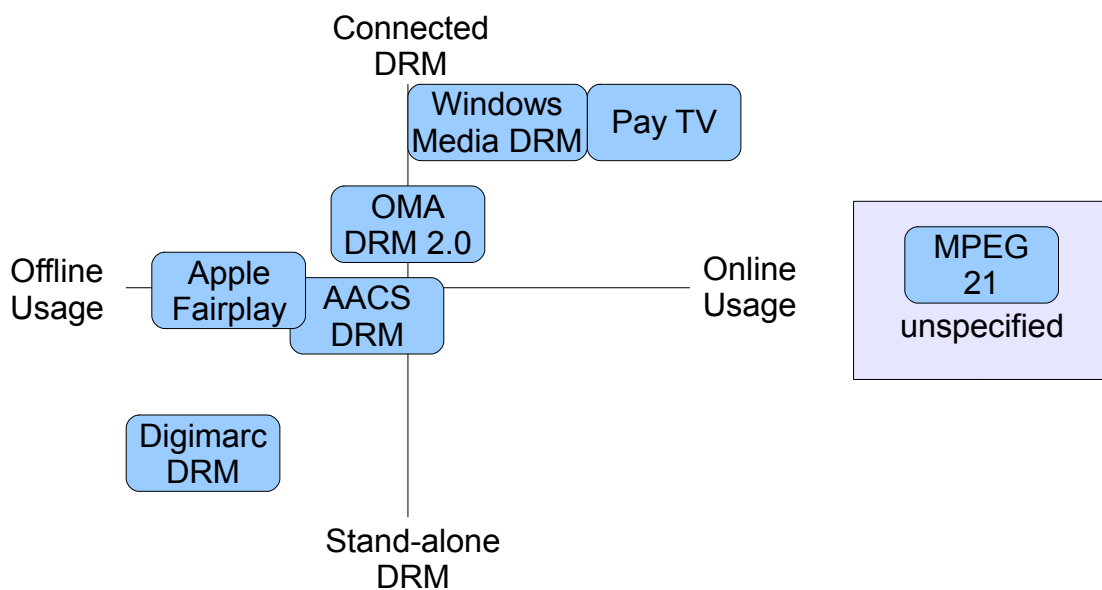 Connected
DRM
Windows
Media DRM
Pay TV
OMA
DRM 2.0
Offline
Usage
Apple
Fairplay
AACS
DRM
Online
Usage
MPEG
21
unspecified
Digimarc
DRM
Stand-alone
DRM